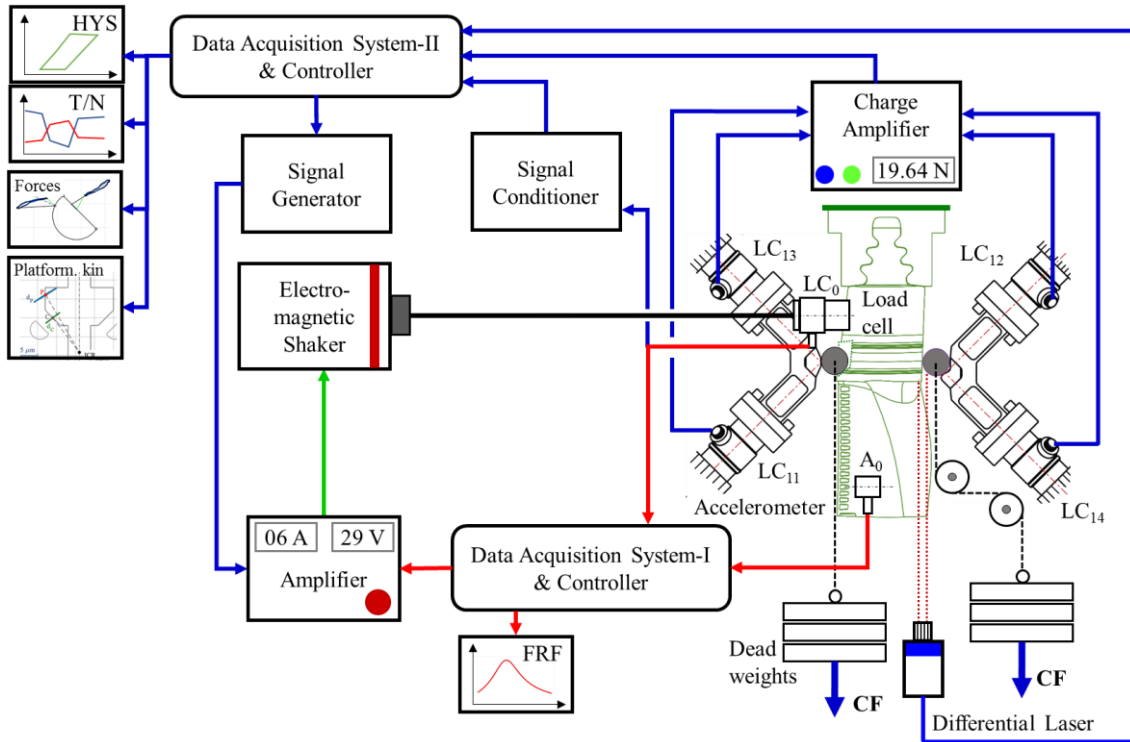 HYS
T/N
Forces
Platform. kin
5 μm
Data Acquisition System-II
& Controller
Signal
Generator
Signal
Conditioner
Charge
Amplifier
19.64 N
Electro-
magnetic
Shaker
LC13
LC0
Load
cell
LC12
LC11
Accelerometer
A0
LC14
06 A
29 V
Amplifier
Data Acquisition System-I
& Controller
FRF
Dead
weights
CF
CF
Differential Laser